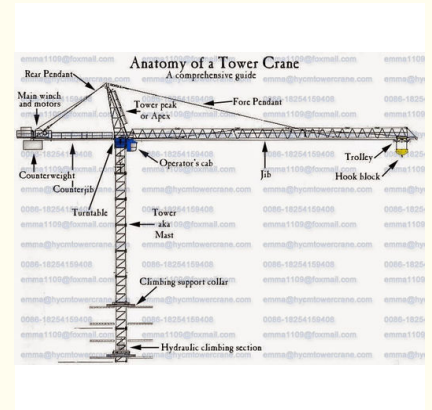 Anatomy of a Tower Crane
A comprehensive guide
Rear Pendant
Main winch
and motors
Tower peak
or Apex
Fore Pendant
Counterweight
Counterjib
Turntable
Operator's cab
Jib
Trolley
Hook block
Tower
aka
Mast
Climbing support collar
Hydraulic climbing section
emma1109@foxmail.com
0086-18254159408
emma@hycmtowercrane.com